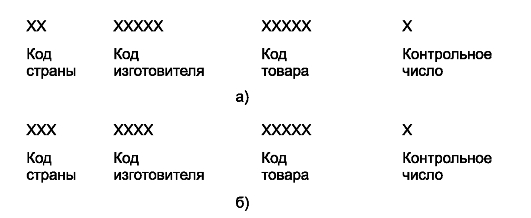 XX XXXXX XXXXX X
Код Код Код Контрольное
страны изготовителя товара число
а)
XXX XXXX XXXXX X
Код Код Код Контрольное
страны изготовителя товара число
б)